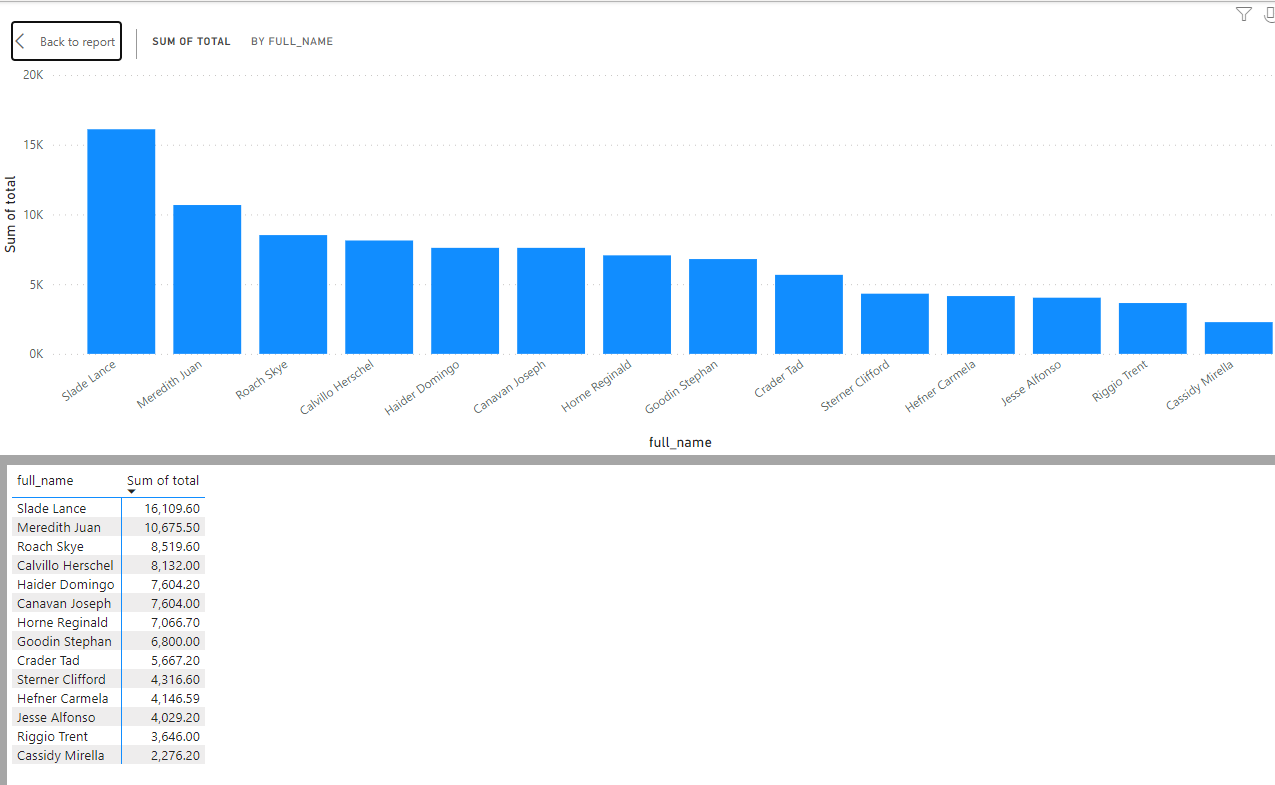 Back to report SUM OF TOTAL BY FULL_NAME
20K
15K
10K
5K
0K
Sum of total
Slade Lance
Meredith Juan
Roach Skye
Calvillo Herschel
Haider Domingo
Canavan Joseph
Horne Reginald
Goodin Stephan
Crader Tad
Sterner Clifford
Hefner Carmela
Jesse Alfonso
Riggio Trent
Cassidy Mirella
full_name
full_name Sum of total
Slade Lance 16,109.60
Meredith Juan 10,675.50
Roach Skye 8,519.60
Calvillo Herschel 8,132.00
Haider Domingo 7,604.20
Canavan Joseph 7,604.00
Horne Reginald 7,066.70
Goodin Stephan 6,800.00
Crader Tad 5,667.20
Sterner Clifford 4,316.60
Hefner Carmela 4,146.59
Jesse Alfonso 4,029.20
Riggio Trent 3,646.00
Cassidy Mirella 2,276.20